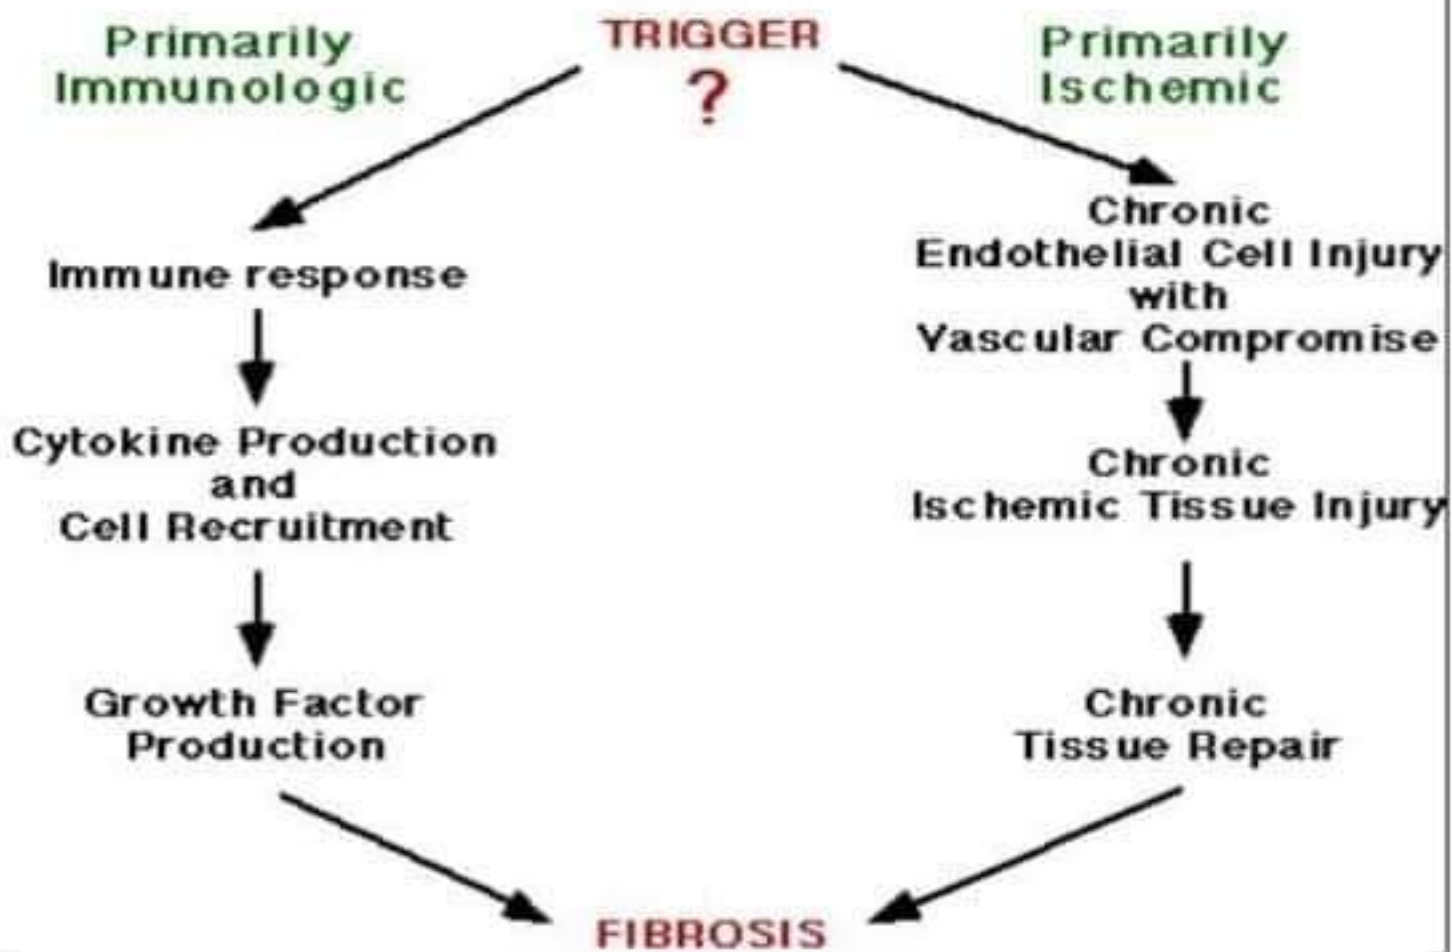 Primarily
Immunologic
TRIGGER
?
Primarily
Ischemic
Immune response
Cytokine Production
and
Cell Recruitment
Growth Factor
Production
Chronic
Endothelial Cell Injury
with
Vascular Compromise
Chronic
Ischemic Tissue Injury
Chronic
Tissue Repair
FIBROSIS